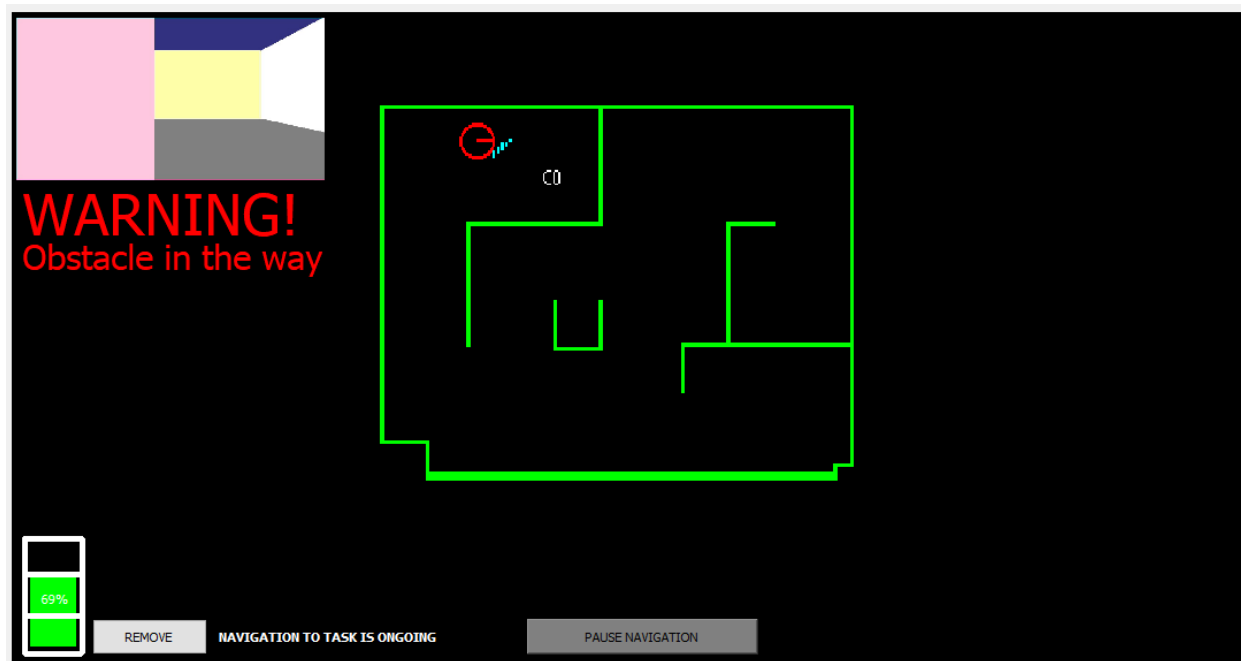 WARNING!
Obstacle in the way
C0
69%
REMOVE
NAVIGATION TO TASK IS ONGOING
PAUSE NAVIGATION